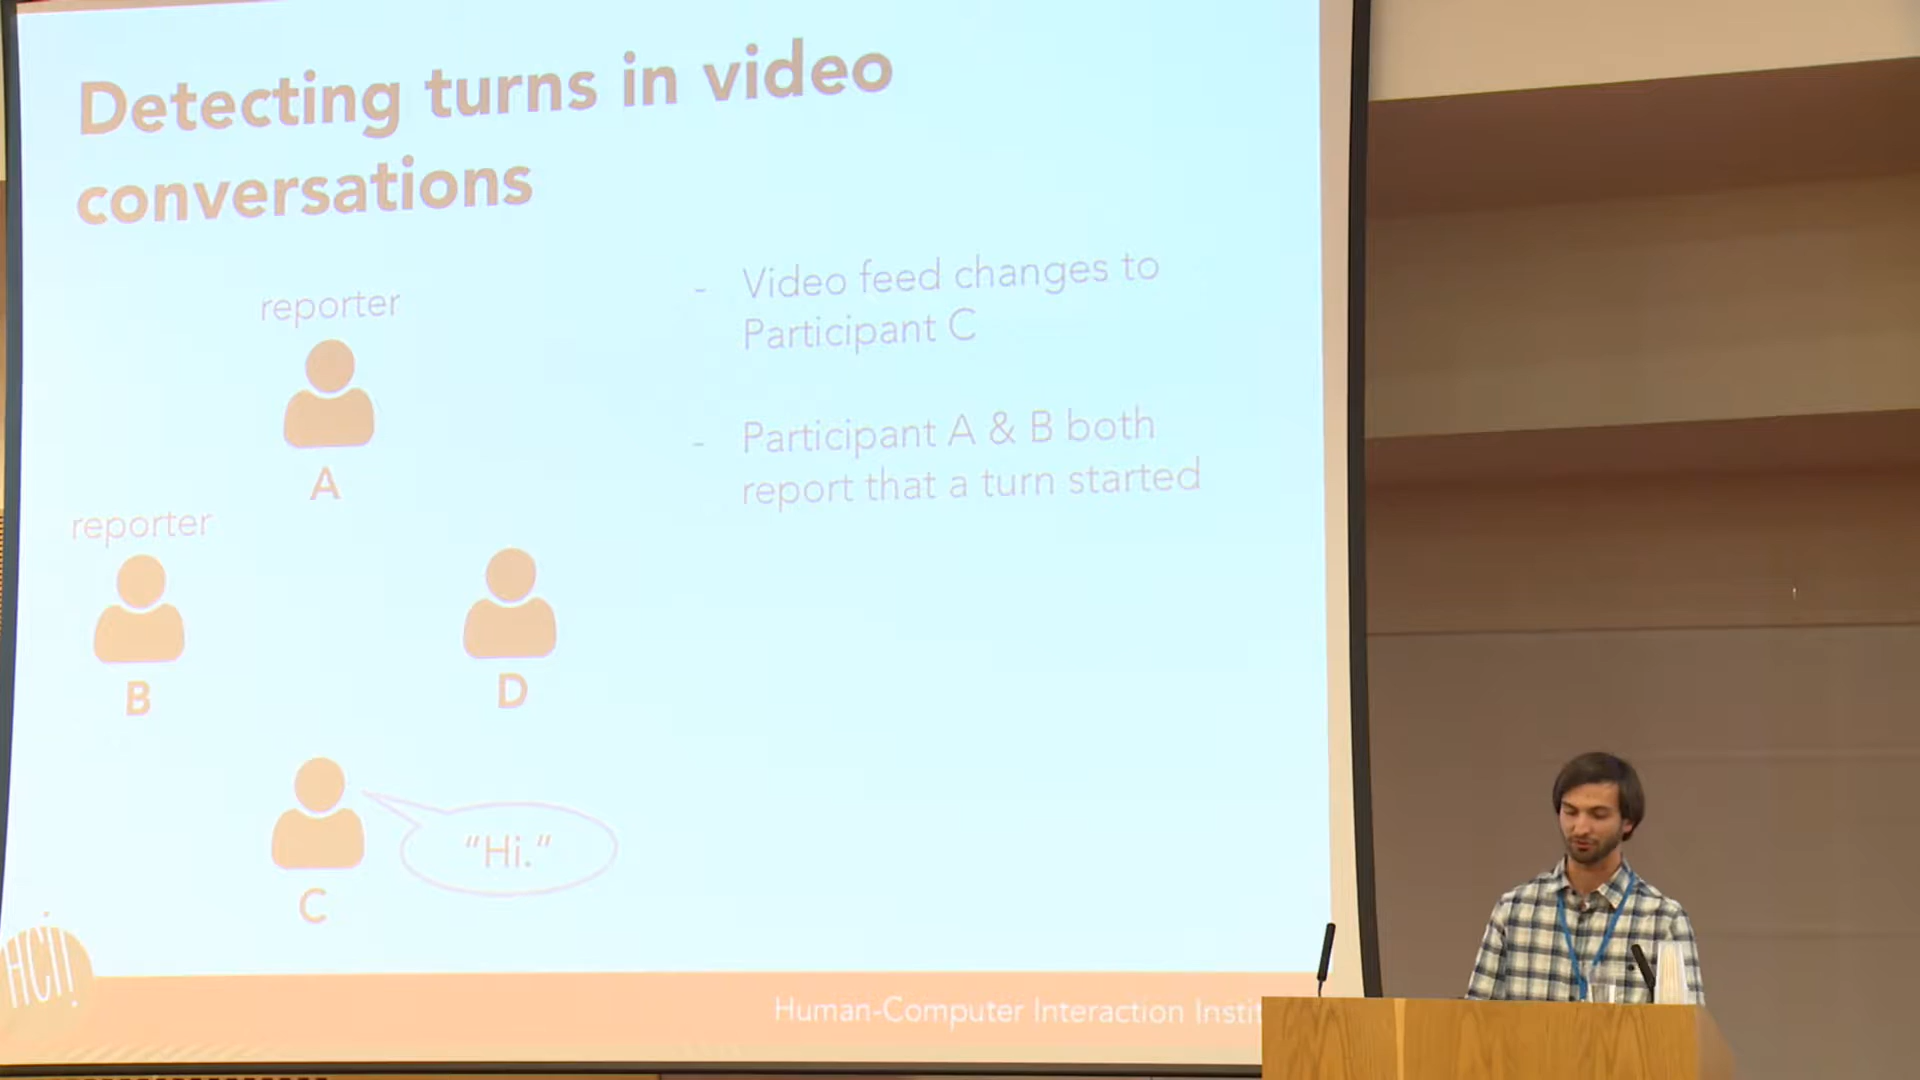 Detecting turns in video
conversations
reporter
A
reporter
B
D
C
“Hi.”
- Video feed changes to
Participant C
- Participant A & B both
report that a turn started
HCII
Human-Computer Interaction